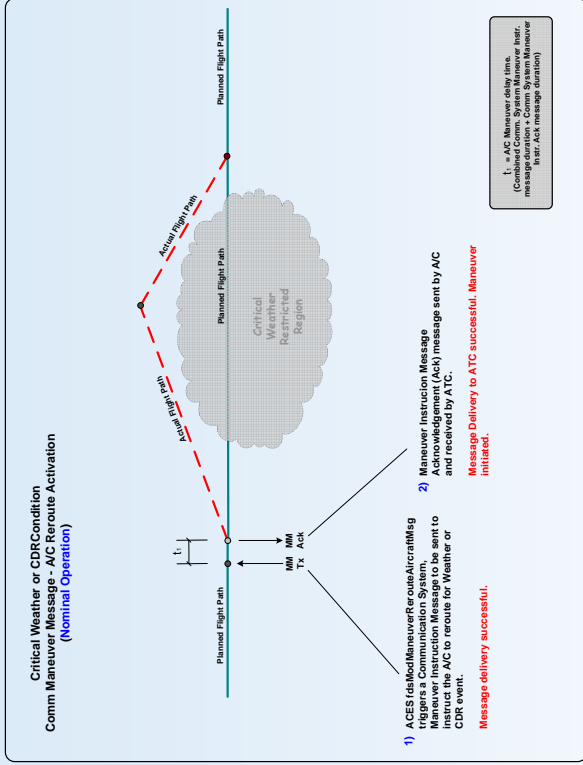 Critical Weather or CDRCondition
Comm Maneuver Message - A/C Reroute Activation
(Nominal Operation)
t₁
Planned Flight Path
Actual Flight Path
Planned Flight Path
Actual Flight Path
Planned Flight Path
Critical
Weather
Restricted
Region
MM
Tx
MM
Ack
1) ACES fdsModManeuverRerouteAircraftMsg
triggers a Communication System,
Maneuver Instruction Message to be sent to
instruct the A/C to reroute for Weather or
CDR event.
Message delivery successful.
2) Maneuver Instrucion Message
Acknowledgement (Ack) message sent by A/C
and received by ATC.
Message Delivery to ATC successful. Maneuver
initiated.
t₁ = A/C Maneuver delay time.
(Combined Comm. System Maneuver Instr.
message duration + Comm System Maneuver
Instr. Ack message duration)